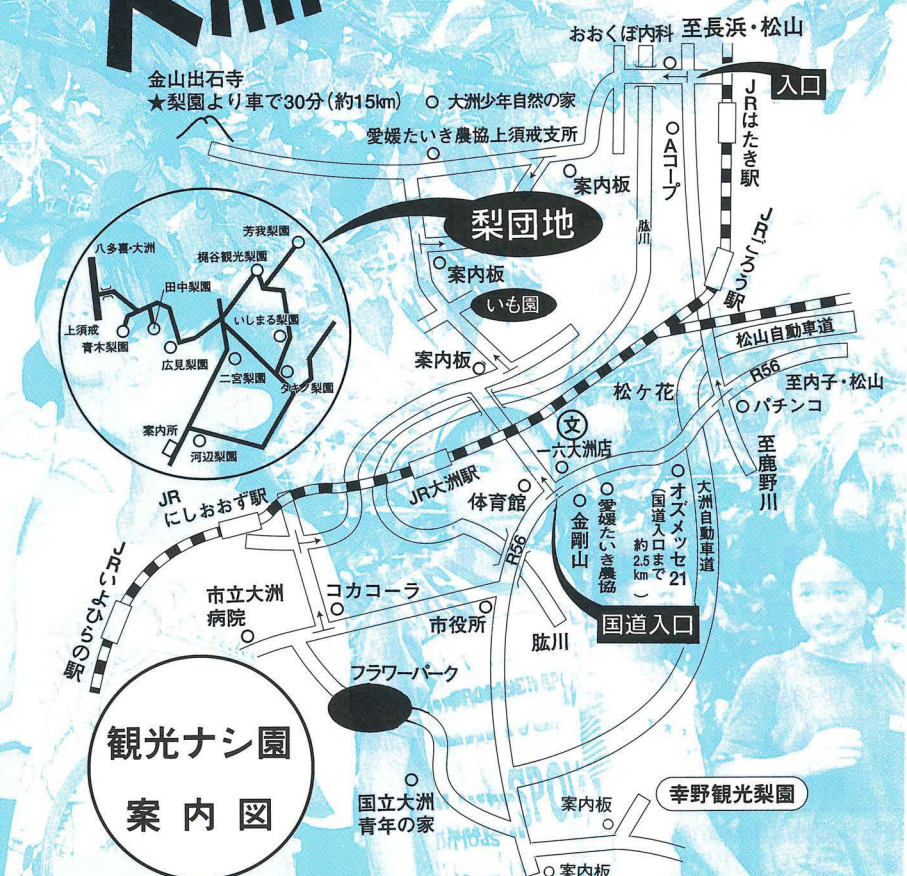 大洲
おおくぼ内科
至長浜・松山
入口
金山出石寺
★梨園より車で30分(約15km)
大洲少年自然の家
愛媛たいき農協上須戒支所
JRはたき駅
Aコープ
案内板
梨団地
肱川
JRごろう駅
案内板
いも園
芳我梨園
八多喜・大洲
梶谷観光梨園
田中梨園
いしまる梨園
上須戒
青木梨園
広見梨園
二宮梨園
タキノ梨園
案内所
河辺梨園
案内板
松山自動車道
R56
至内子・松山
松ヶ花
パチンコ
文
一六大洲店
至鹿野川
JR大洲駅
体育館
金剛山
愛媛たいき農協
オズメッセ21
(国道入口まで
約2.5km)
大洲自動車道
JR
にしおおず駅
R56
国道入口
JRいよひらの駅
市立大洲
病院
コカコーラ
市役所
肱川
フラワーパーク
観光ナシ園
案内図
国立大洲
青年の家
案内板
幸野観光梨園
案内板